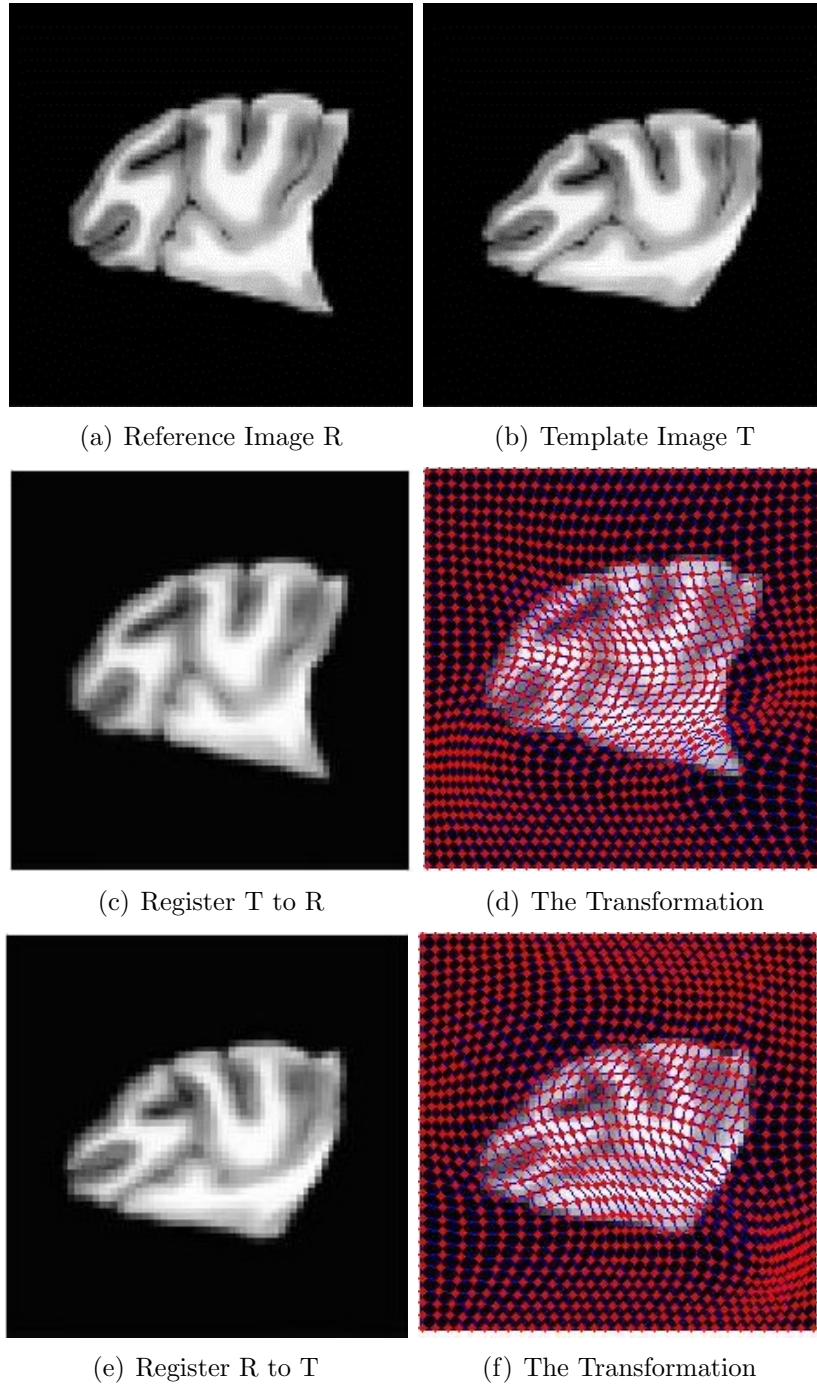 (a) Reference Image R
(b) Template Image T
(c) Register T to R
(d) The Transformation
(e) Register R to T
(f) The Transformation